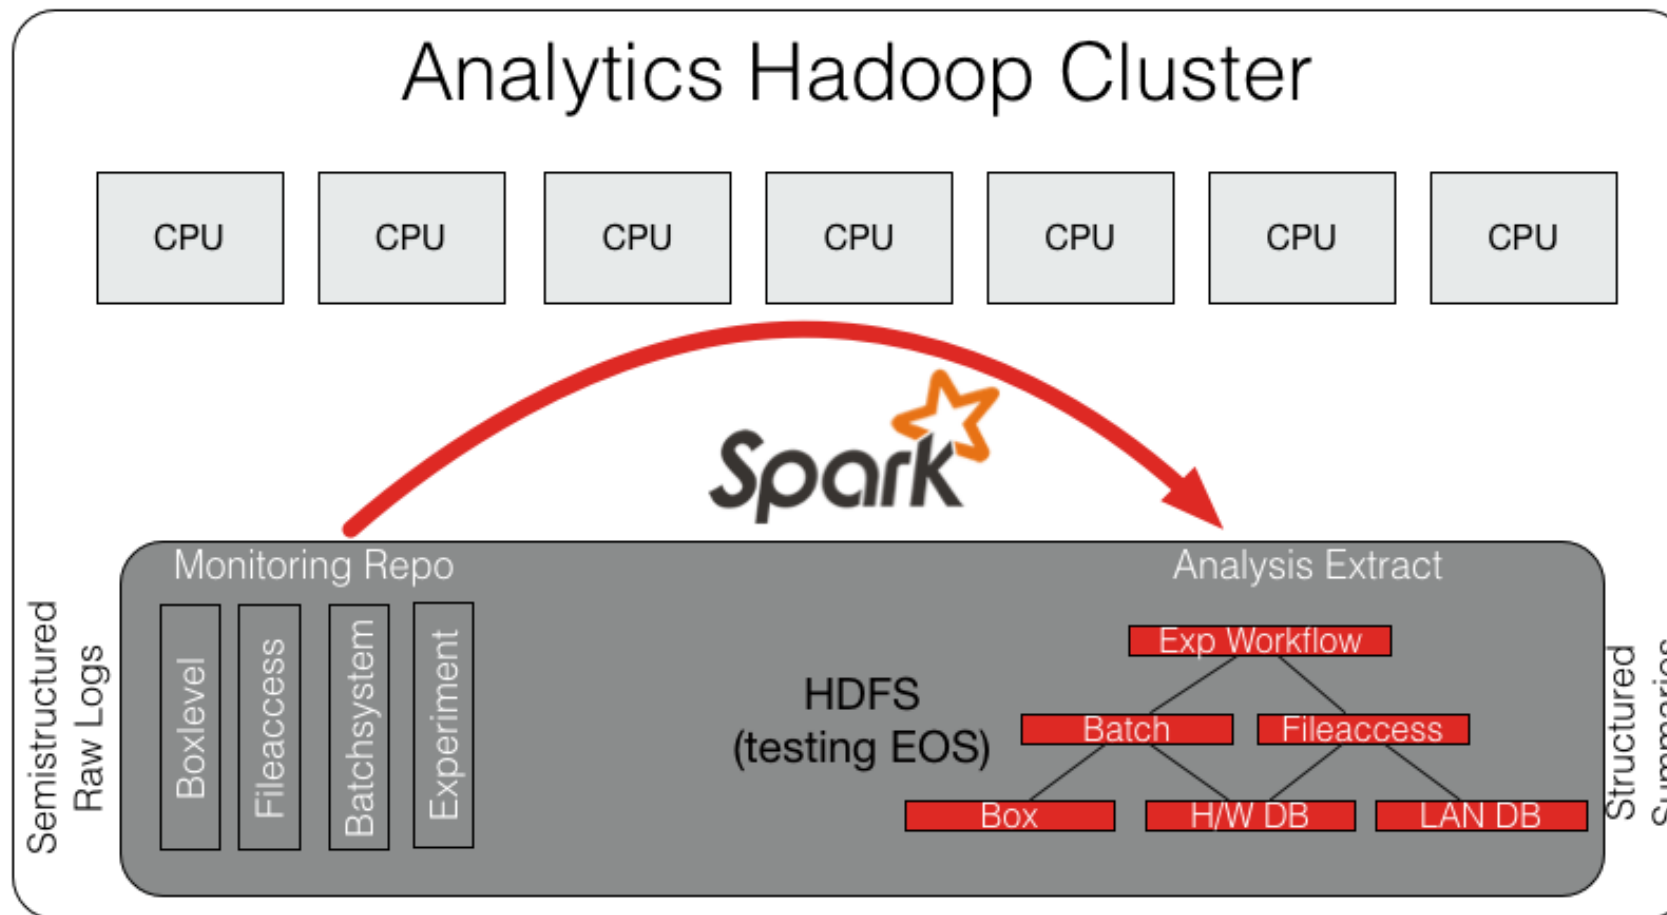 Analytics Hadoop Cluster
CPU
CPU
CPU
CPU
CPU
CPU
CPU
Spark
Monitoring Repo
Analysis Extract
Semistructured
Raw Logs
Boxlevel
Fileaccess
Batchsystem
Experiment
HDFS
(testing EOS)
Exp Workflow
Batch
Fileaccess
Box
H/W DB
LAN DB
Structured